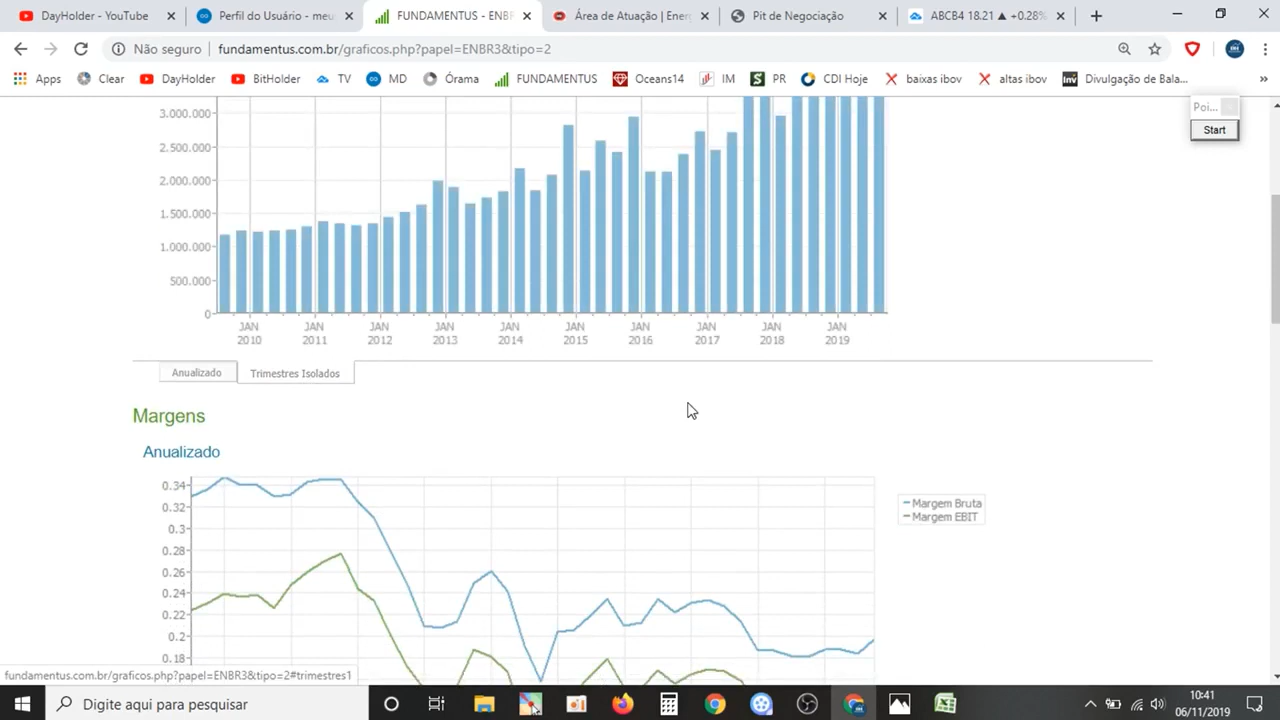 DayHolder - YouTube
Perfil do Usuário - meu
FUNDAMENTUS - ENB
Área de Atuação | Ener
Pit de Negociação
ABCB4 18.21 ▲ +0.28%
Não seguro
fundamentus.com.br/graficos.php?papel=ENBR3&tipo=2
Apps
Clear
DayHolder
BitHolder
TV
MD
Órama
FUNDAMENTUS
Oceans14
IM
PR
CDI Hoje
baixas ibov
altas ibov
Divulgação de Bala...
»
Poi...
Start
3.000.000
2.500.000
2.000.000
1.500.000
1.000.000
500.000
0
JAN 2010
JAN 2011
JAN 2012
JAN 2013
JAN 2014
JAN 2015
JAN 2016
JAN 2017
JAN 2018
JAN 2019
Anualizado
Trimestres Isolados
Margens
Anualizado
0.34
0.32
0.3
0.28
0.26
0.24
0.22
0.2
0.18
Margem Bruta
Margem EBIT
fundamentus.com.br/graficos.php?papel=ENBR3&tipo=2#trimestres1
Digite aqui para pesquisar
10:41
06/11/2019